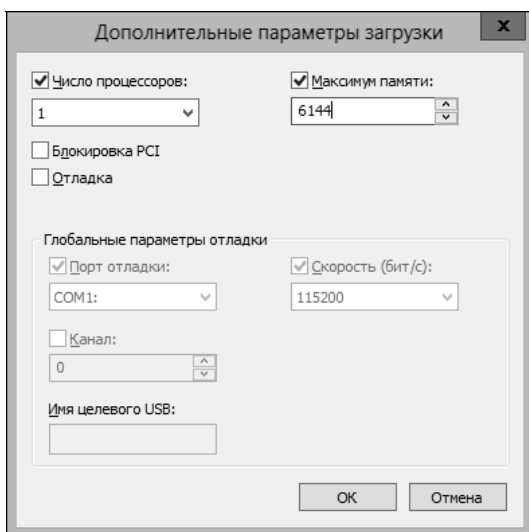 Дополнительные параметры загрузки
x
Число процессоров:
Максимум памяти:
1
6144
Блокировка PCI
Отладка
Глобальные параметры отладки
Порт отладки:
Скорость (бит/с):
COM1:
115200
Канал:
0
Имя целевого USB:
OK
Отмена